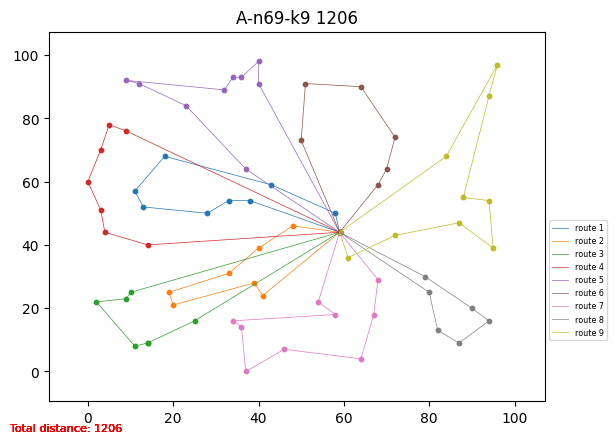 A-n69-k9 1206
100
80
60
40
20
0
0 20 40 60 80 100
route 1
route 2
route 3
route 4
route 5
route 6
route 7
route 8
route 9
Total distance: 1206